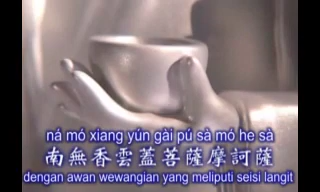 ná mó xiang yún gài pú sà mó he sà
南無香雲蓋菩薩摩訶薩
dengan awan wewangian yang meliputi seisi langit